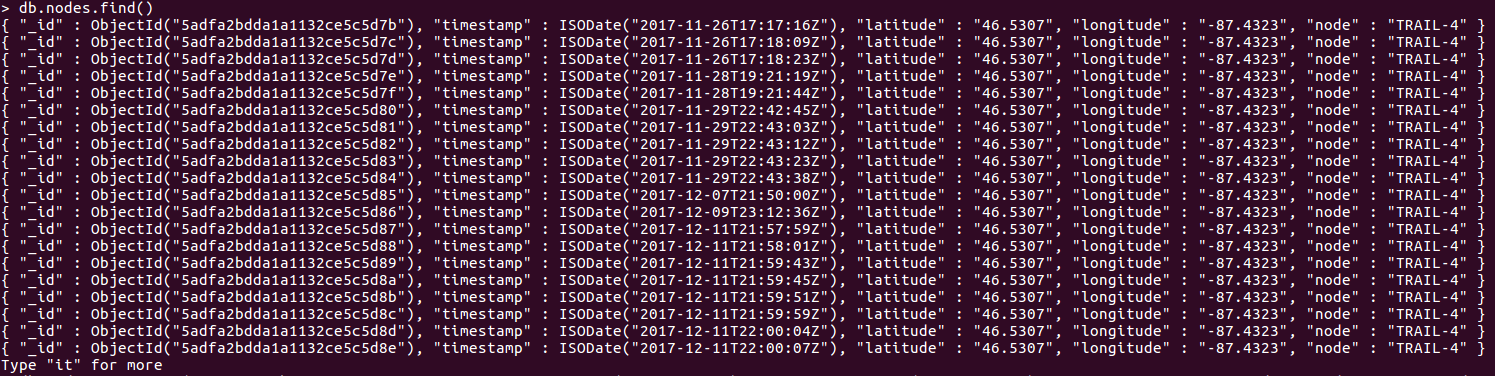 > db.nodes.find()
{ "_id" : ObjectId("5adfa2bdda1a1132ce5c5d7b"), "timestamp" : ISODate("2017-11-26T17:17:16Z"), "latitude" : "46.5307", "longitude" : "-87.4323", "node" : "TRAIL-4" }
{ "_id" : ObjectId("5adfa2bdda1a1132ce5c5d7c"), "timestamp" : ISODate("2017-11-26T17:18:09Z"), "latitude" : "46.5307", "longitude" : "-87.4323", "node" : "TRAIL-4" }
{ "_id" : ObjectId("5adfa2bdda1a1132ce5c5d7d"), "timestamp" : ISODate("2017-11-26T17:18:23Z"), "latitude" : "46.5307", "longitude" : "-87.4323", "node" : "TRAIL-4" }
{ "_id" : ObjectId("5adfa2bdda1a1132ce5c5d7e"), "timestamp" : ISODate("2017-11-28T19:21:19Z"), "latitude" : "46.5307", "longitude" : "-87.4323", "node" : "TRAIL-4" }
{ "_id" : ObjectId("5adfa2bdda1a1132ce5c5d7f"), "timestamp" : ISODate("2017-11-28T19:21:44Z"), "latitude" : "46.5307", "longitude" : "-87.4323", "node" : "TRAIL-4" }
{ "_id" : ObjectId("5adfa2bdda1a1132ce5c5d80"), "timestamp" : ISODate("2017-11-29T22:42:45Z"), "latitude" : "46.5307", "longitude" : "-87.4323", "node" : "TRAIL-4" }
{ "_id" : ObjectId("5adfa2bdda1a1132ce5c5d81"), "timestamp" : ISODate("2017-11-29T22:43:03Z"), "latitude" : "46.5307", "longitude" : "-87.4323", "node" : "TRAIL-4" }
{ "_id" : ObjectId("5adfa2bdda1a1132ce5c5d82"), "timestamp" : ISODate("2017-11-29T22:43:12Z"), "latitude" : "46.5307", "longitude" : "-87.4323", "node" : "TRAIL-4" }
{ "_id" : ObjectId("5adfa2bdda1a1132ce5c5d83"), "timestamp" : ISODate("2017-11-29T22:43:23Z"), "latitude" : "46.5307", "longitude" : "-87.4323", "node" : "TRAIL-4" }
{ "_id" : ObjectId("5adfa2bdda1a1132ce5c5d84"), "timestamp" : ISODate("2017-11-29T22:43:38Z"), "latitude" : "46.5307", "longitude" : "-87.4323", "node" : "TRAIL-4" }
{ "_id" : ObjectId("5adfa2bdda1a1132ce5c5d85"), "timestamp" : ISODate("2017-12-07T21:50:00Z"), "latitude" : "46.5307", "longitude" : "-87.4323", "node" : "TRAIL-4" }
{ "_id" : ObjectId("5adfa2bdda1a1132ce5c5d86"), "timestamp" : ISODate("2017-12-09T23:12:36Z"), "latitude" : "46.5307", "longitude" : "-87.4323", "node" : "TRAIL-4" }
{ "_id" : ObjectId("5adfa2bdda1a1132ce5c5d87"), "timestamp" : ISODate("2017-12-11T21:57:59Z"), "latitude" : "46.5307", "longitude" : "-87.4323", "node" : "TRAIL-4" }
{ "_id" : ObjectId("5adfa2bdda1a1132ce5c5d88"), "timestamp" : ISODate("2017-12-11T21:58:01Z"), "latitude" : "46.5307", "longitude" : "-87.4323", "node" : "TRAIL-4" }
{ "_id" : ObjectId("5adfa2bdda1a1132ce5c5d89"), "timestamp" : ISODate("2017-12-11T21:59:43Z"), "latitude" : "46.5307", "longitude" : "-87.4323", "node" : "TRAIL-4" }
{ "_id" : ObjectId("5adfa2bdda1a1132ce5c5d8a"), "timestamp" : ISODate("2017-12-11T21:59:45Z"), "latitude" : "46.5307", "longitude" : "-87.4323", "node" : "TRAIL-4" }
{ "_id" : ObjectId("5adfa2bdda1a1132ce5c5d8b"), "timestamp" : ISODate("2017-12-11T21:59:51Z"), "latitude" : "46.5307", "longitude" : "-87.4323", "node" : "TRAIL-4" }
{ "_id" : ObjectId("5adfa2bdda1a1132ce5c5d8c"), "timestamp" : ISODate("2017-12-11T21:59:59Z"), "latitude" : "46.5307", "longitude" : "-87.4323", "node" : "TRAIL-4" }
{ "_id" : ObjectId("5adfa2bdda1a1132ce5c5d8d"), "timestamp" : ISODate("2017-12-11T22:00:04Z"), "latitude" : "46.5307", "longitude" : "-87.4323", "node" : "TRAIL-4" }
{ "_id" : ObjectId("5adfa2bdda1a1132ce5c5d8e"), "timestamp" : ISODate("2017-12-11T22:00:07Z"), "latitude" : "46.5307", "longitude" : "-87.4323", "node" : "TRAIL-4" }
Type "it" for more